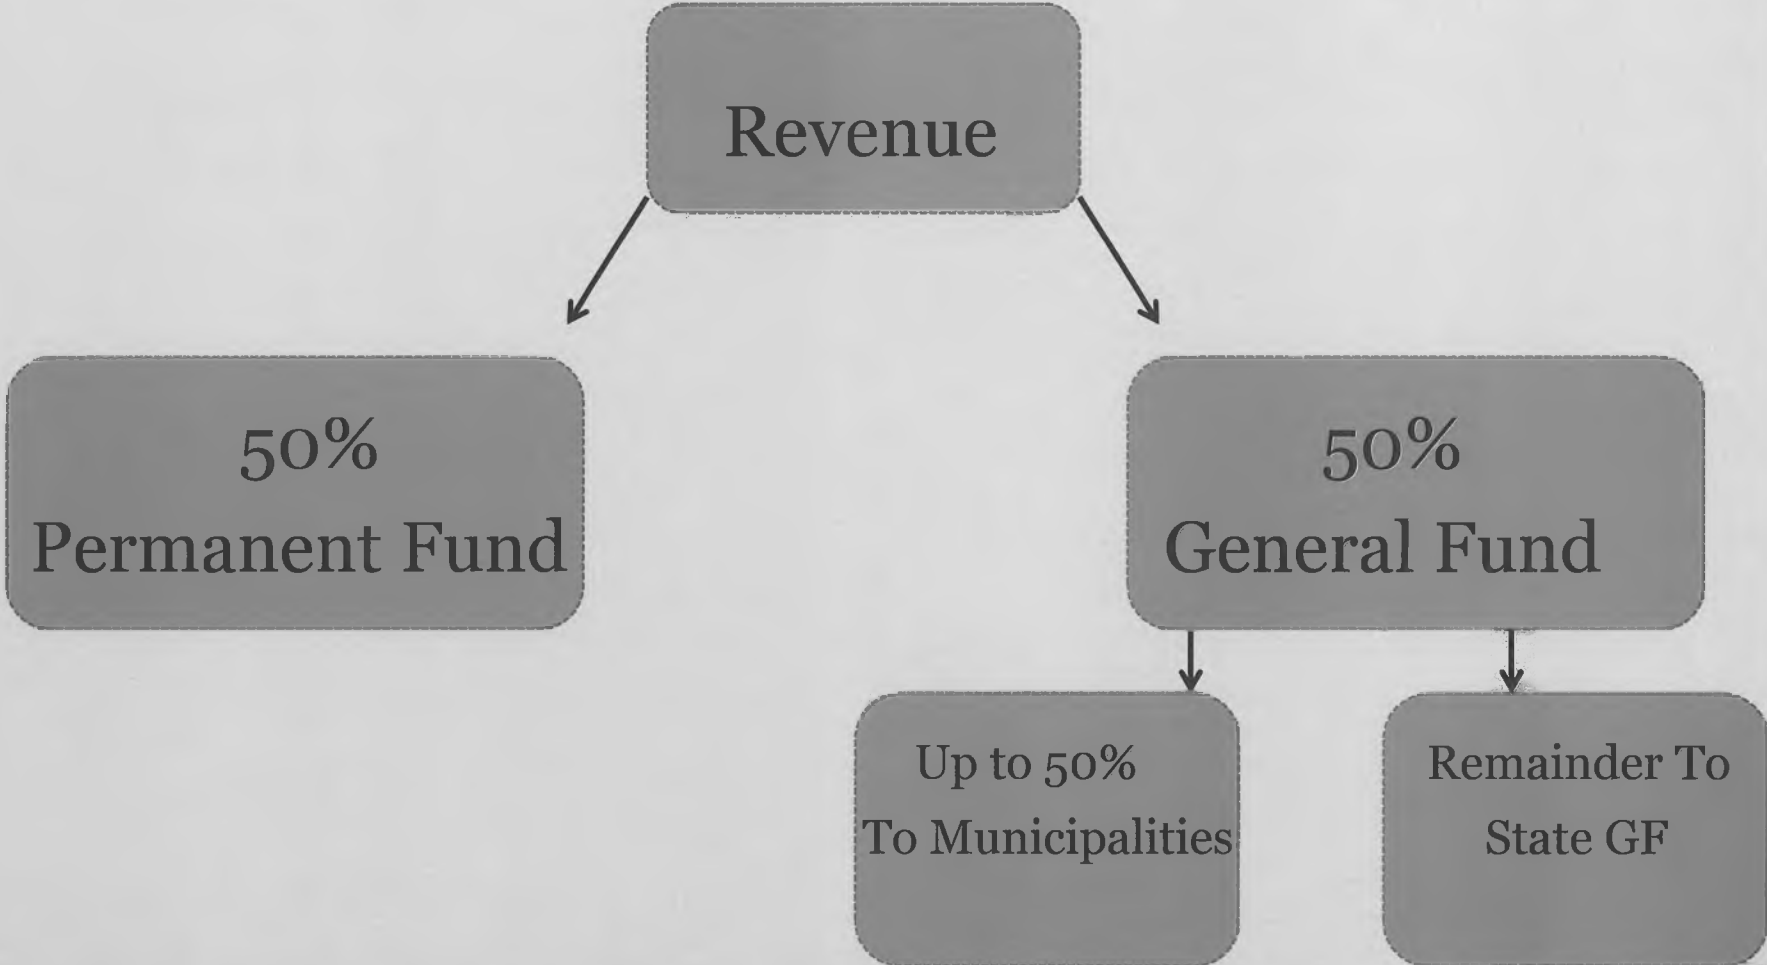 Revenue
50%
Permanent Fund
50%
General Fund
Up to 50%
To Municipalities
Remainder To
State GF